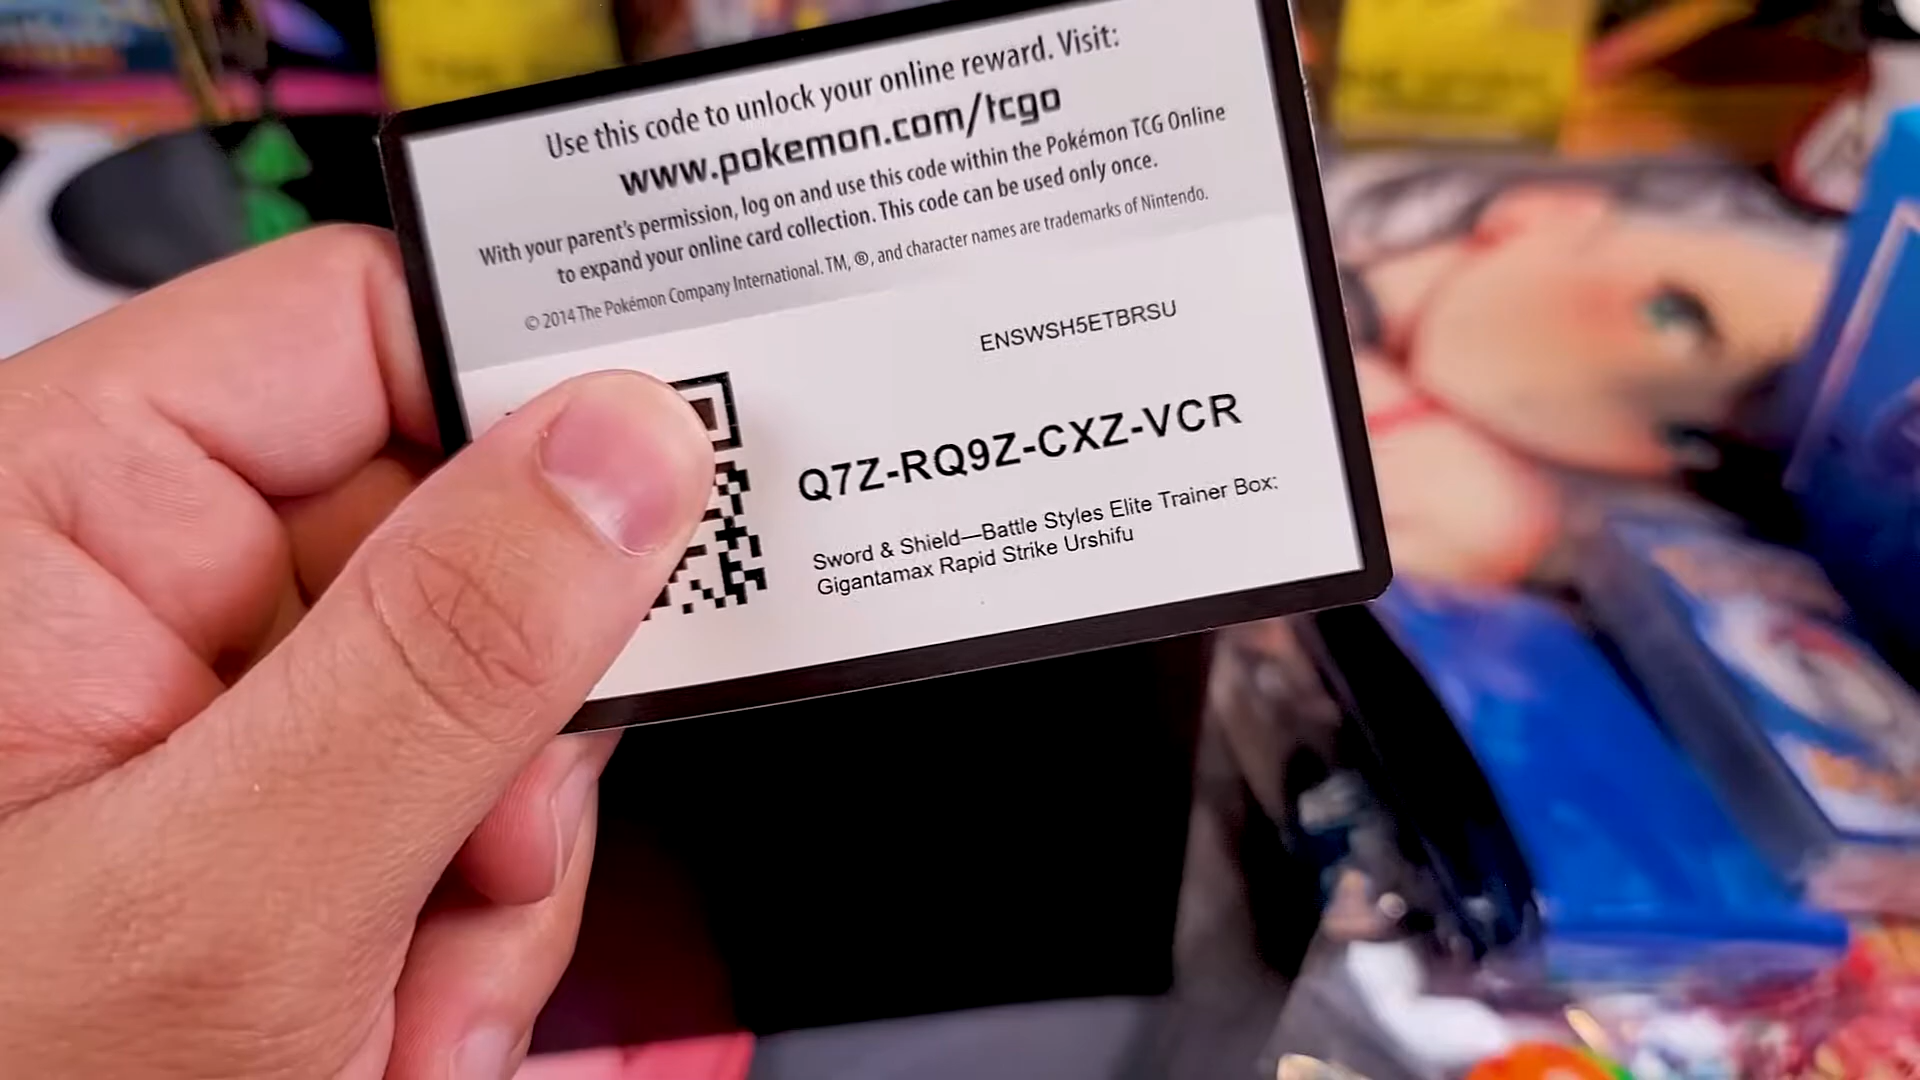 Use this code to unlock your online reward. Visit:
www.pokemon.com/tcgo
With your parent's permission, log on and use this code within the Pokémon TCG Online
to expand your online card collection. This code can be used only once.
© 2014 The Pokémon Company International. TM, ®, and character names are trademarks of Nintendo.
ENSWSH5ETBRSU
Q7Z-RQ9Z-CXZ-VCR
Sword & Shield—Battle Styles Elite Trainer Box:
Gigantamax Rapid Strike Urshifu